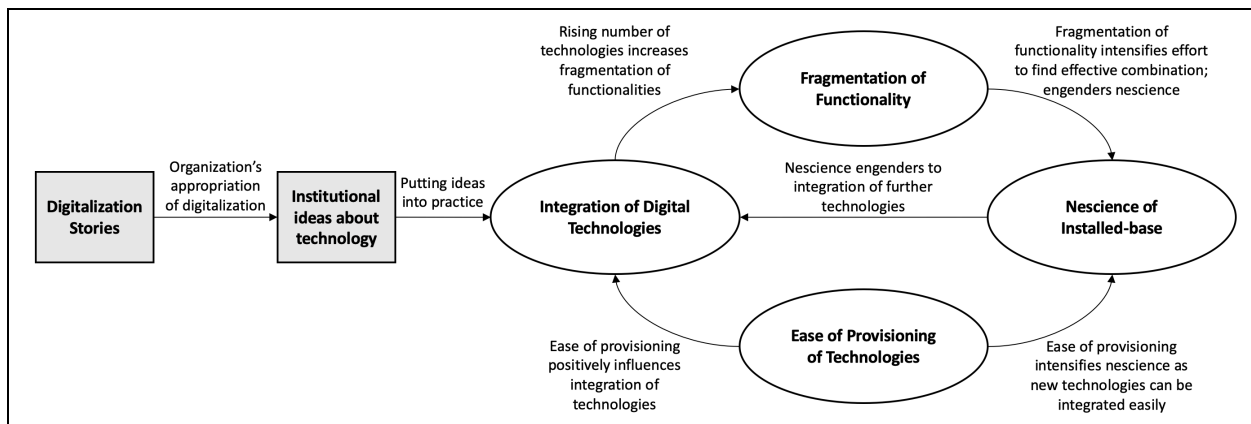 Rising number of
technologies increases
fragmentation of
functionalities
Fragmentation of
Functionality
Fragmentation of
functionality intensifies effort
to find effective combination;
engenders nescience
Digitalization
Stories
Organization's
appropriation
of digitalization
Institutional
ideas about
technology
Putting ideas
into practice
Integration of Digital
Technologies
Nescience engenders to
integration of further
technologies
Nescience of
Installed-base
Ease of provisioning
positively influences
integration of
technologies
Ease of Provisioning
of Technologies
Ease of provisioning
intensifies nescience as
new technologies can be
integrated easily